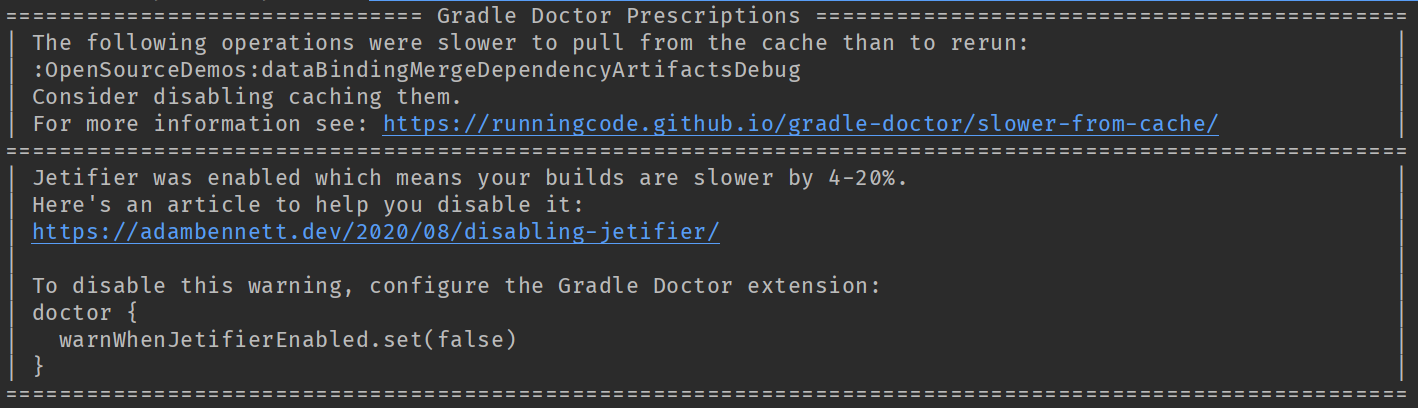 =============================== Gradle Doctor Prescriptions ============================================
| The following operations were slower to pull from the cache than to rerun: |
| :OpenSourceDemos:dataBindingMergeDependencyArtifactsDebug |
| Consider disabling caching them. |
| For more information see: https://runningcode.github.io/gradle-doctor/slower-from-cache/ |
========================================================================================================
| Jetifier was enabled which means your builds are slower by 4-20%. |
| Here's an article to help you disable it: |
| https://adambennett.dev/2020/08/disabling-jetifier/ |
| |
| To disable this warning, configure the Gradle Doctor extension: |
| doctor { |
|   warnWhenJetifierEnabled.set(false) |
| } |
========================================================================================================